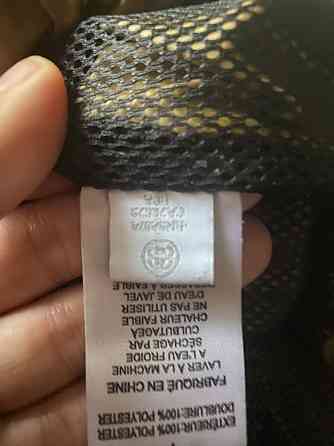 EXTÉRIEUR:100% POLYESTER
DOUBLURE:100% POLYESTER
FABRIQUÉ EN CHINE
LAVER À LA MACHINE
À L'EAU FROIDE
SÉCHAGE PAR
CULBUTAGE À
CHALEUR FAIBLE
NE PAS UTILISER
D'EAU DE JAVEL
REPASSER À FAIBLE